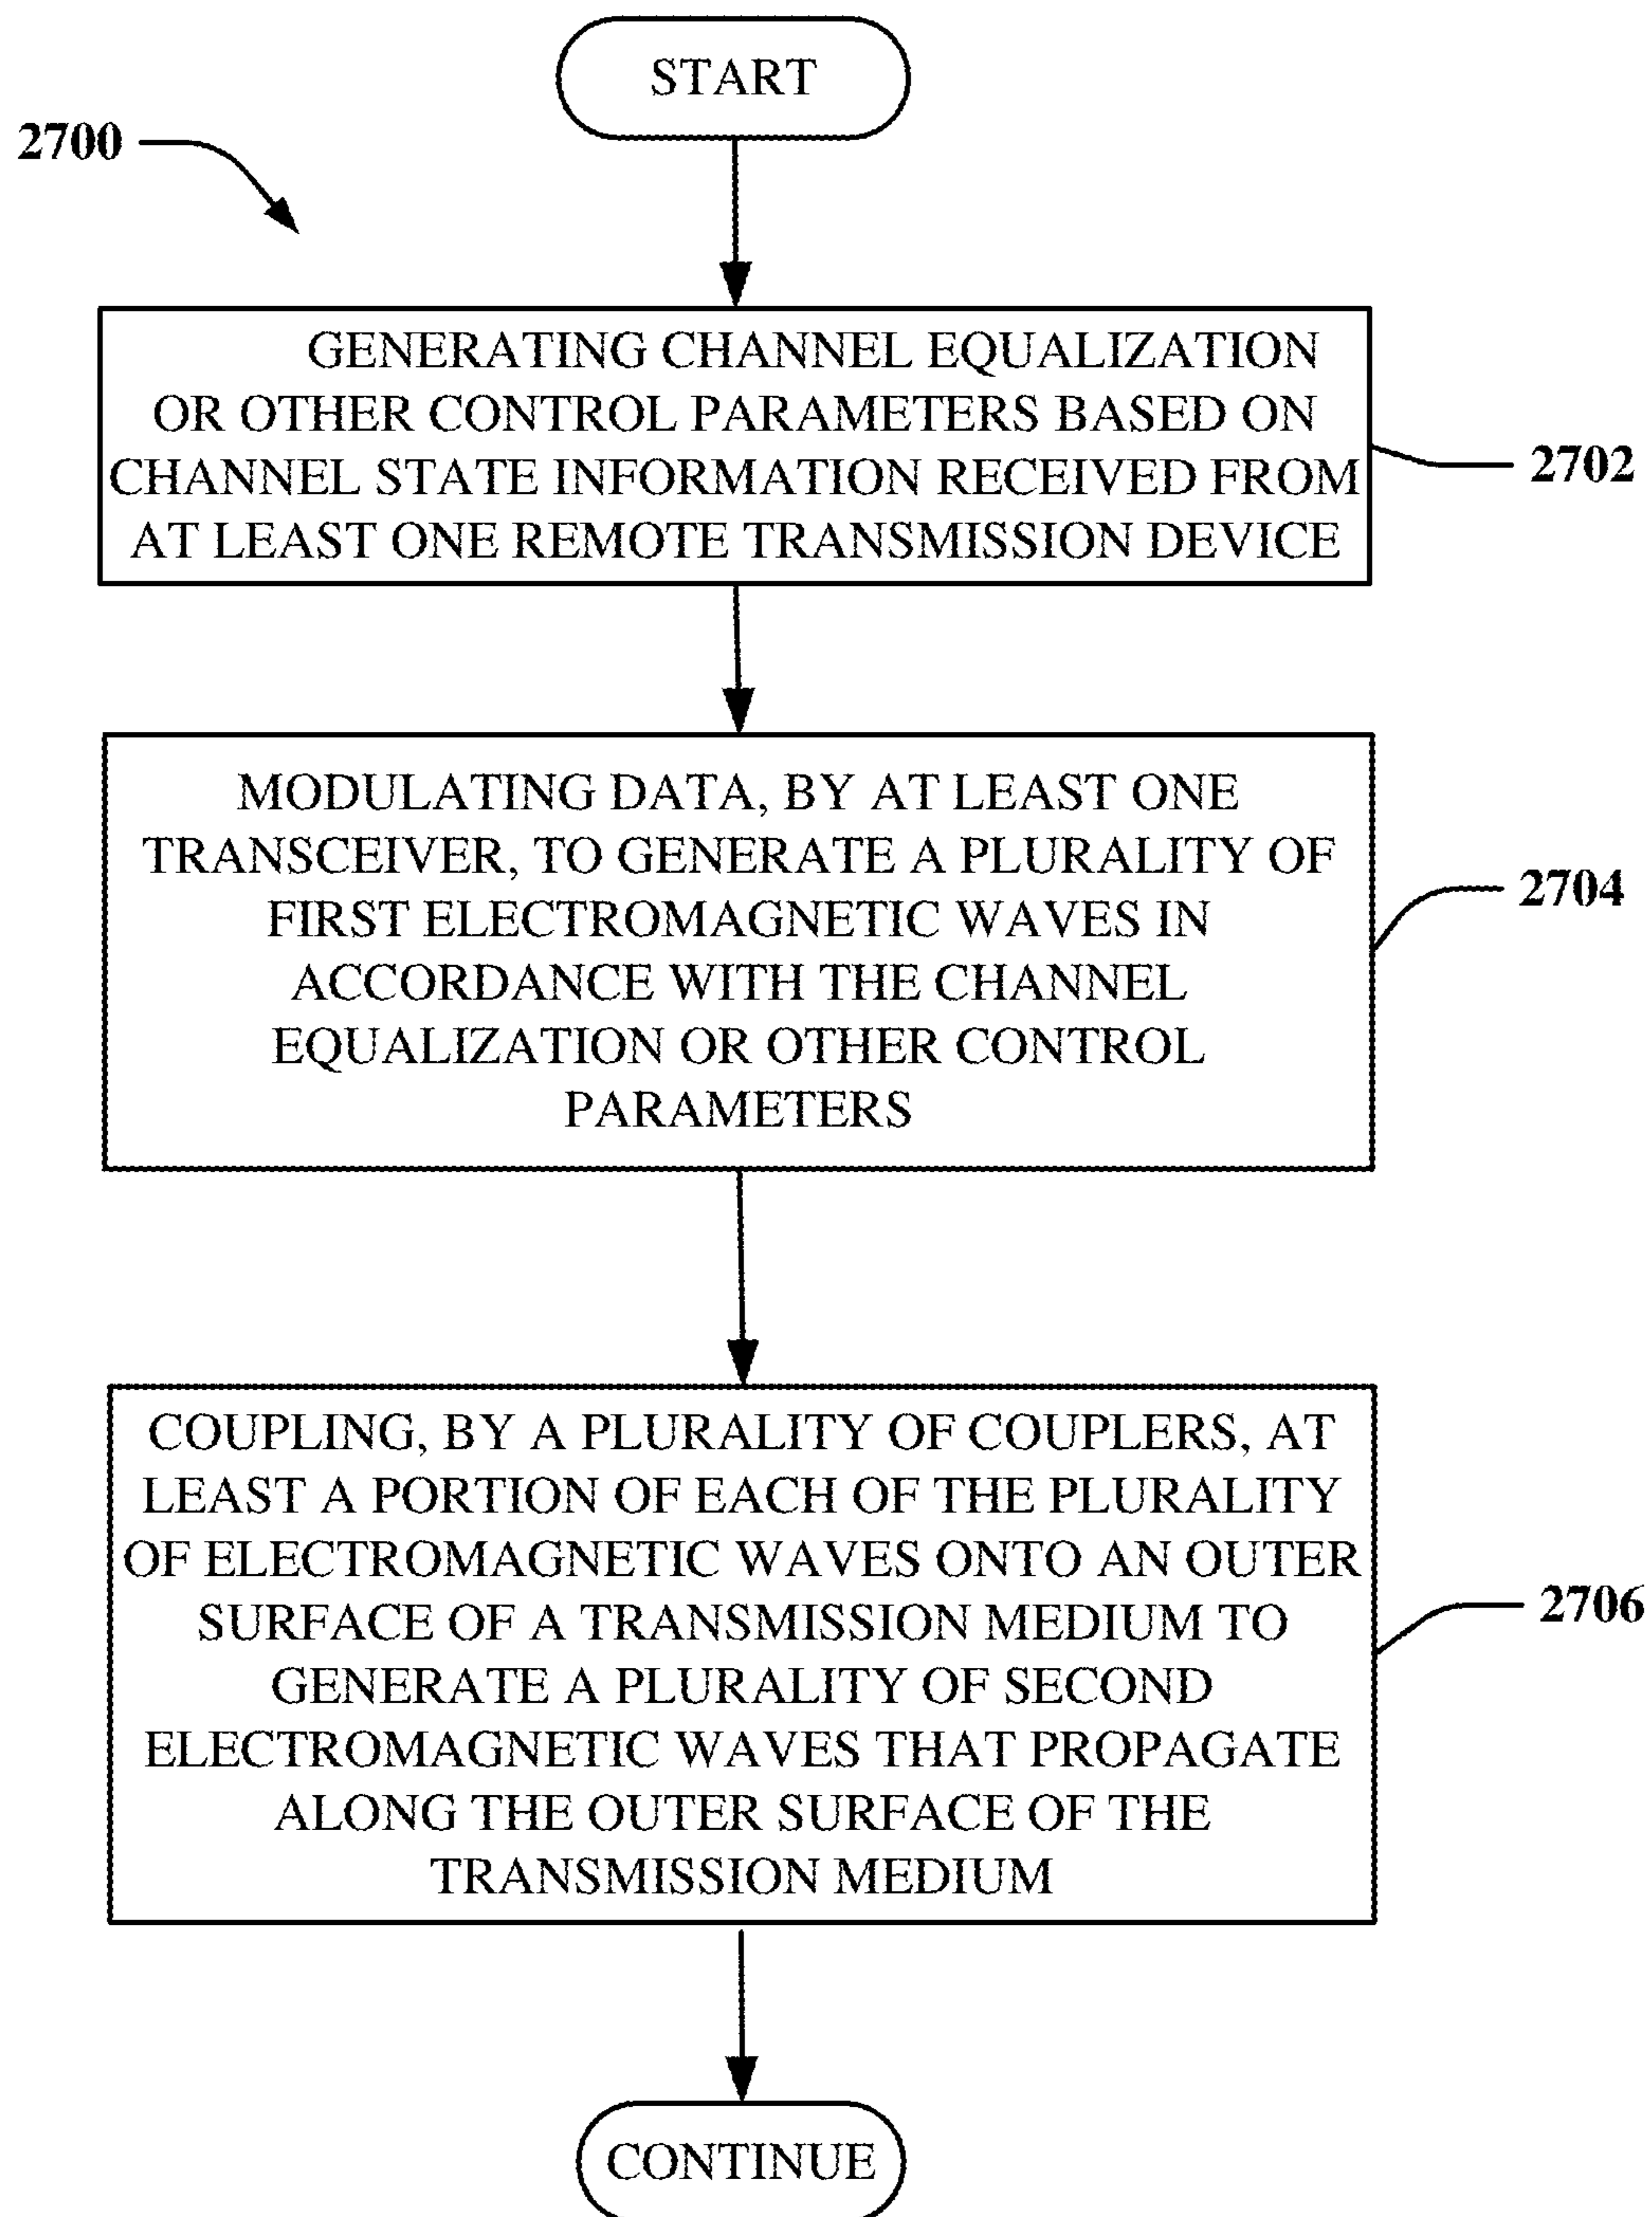 START
2700
GENERATING CHANNEL EQUALIZATION
OR OTHER CONTROL PARAMETERS BASED ON
CHANNEL STATE INFORMATION RECEIVED FROM
AT LEAST ONE REMOTE TRANSMISSION DEVICE
2702
MODULATING DATA, BY AT LEAST ONE
TRANSCEIVER, TO GENERATE A PLURALITY OF
FIRST ELECTROMAGNETIC WAVES IN
ACCORDANCE WITH THE CHANNEL
EQUALIZATION OR OTHER CONTROL
PARAMETERS
2704
COUPLING, BY A PLURALITY OF COUPLERS, AT
LEAST A PORTION OF EACH OF THE PLURALITY
OF ELECTROMAGNETIC WAVES ONTO AN OUTER
SURFACE OF A TRANSMISSION MEDIUM TO
GENERATE A PLURALITY OF SECOND
ELECTROMAGNETIC WAVES THAT PROPAGATE
ALONG THE OUTER SURFACE OF THE
TRANSMISSION MEDIUM
2706
CONTINUE